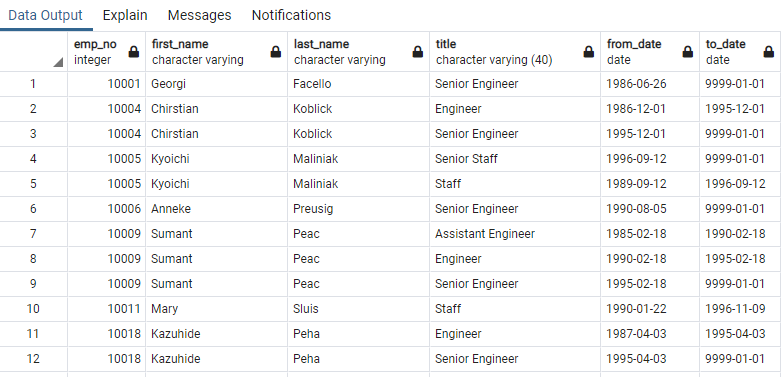 Data Output Explain Messages Notifications
emp_no first_name last_name title from_date to_date
integer character varying character varying character varying (40) date date
1 10001 Georgi Facello Senior Engineer 1986-06-26 9999-01-01
2 10004 Chirstian Koblick Engineer 1986-12-01 1995-12-01
3 10004 Chirstian Koblick Senior Engineer 1995-12-01 9999-01-01
4 10005 Kyoichi Maliniak Senior Staff 1996-09-12 9999-01-01
5 10005 Kyoichi Maliniak Staff 1989-09-12 1996-09-12
6 10006 Anneke Preusig Senior Engineer 1990-08-05 9999-01-01
7 10009 Sumant Peac Assistant Engineer 1985-02-18 1990-02-18
8 10009 Sumant Peac Engineer 1990-02-18 1995-02-18
9 10009 Sumant Peac Senior Engineer 1995-02-18 9999-01-01
10 10011 Mary Sluis Staff 1990-01-22 1996-11-09
11 10018 Kazuhide Peha Engineer 1987-04-03 1995-04-03
12 10018 Kazuhide Peha Senior Engineer 1995-04-03 9999-01-01